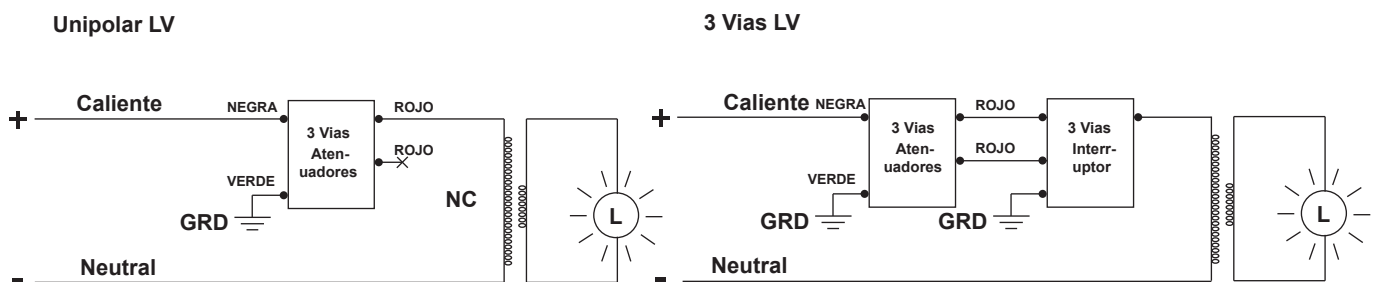 Unipolar LV
+
Caliente
NEGRA
3 Vias
Aten-
uadores
ROJO
ROJO
VERDE
GRD
NC
L
-
Neutral
3 Vias LV
+
Caliente
NEGRA
3 Vias
Aten-
uadores
ROJO
ROJO
3 Vias
Interr-
uptor
VERDE
GRD
GRD
L
-
Neutral